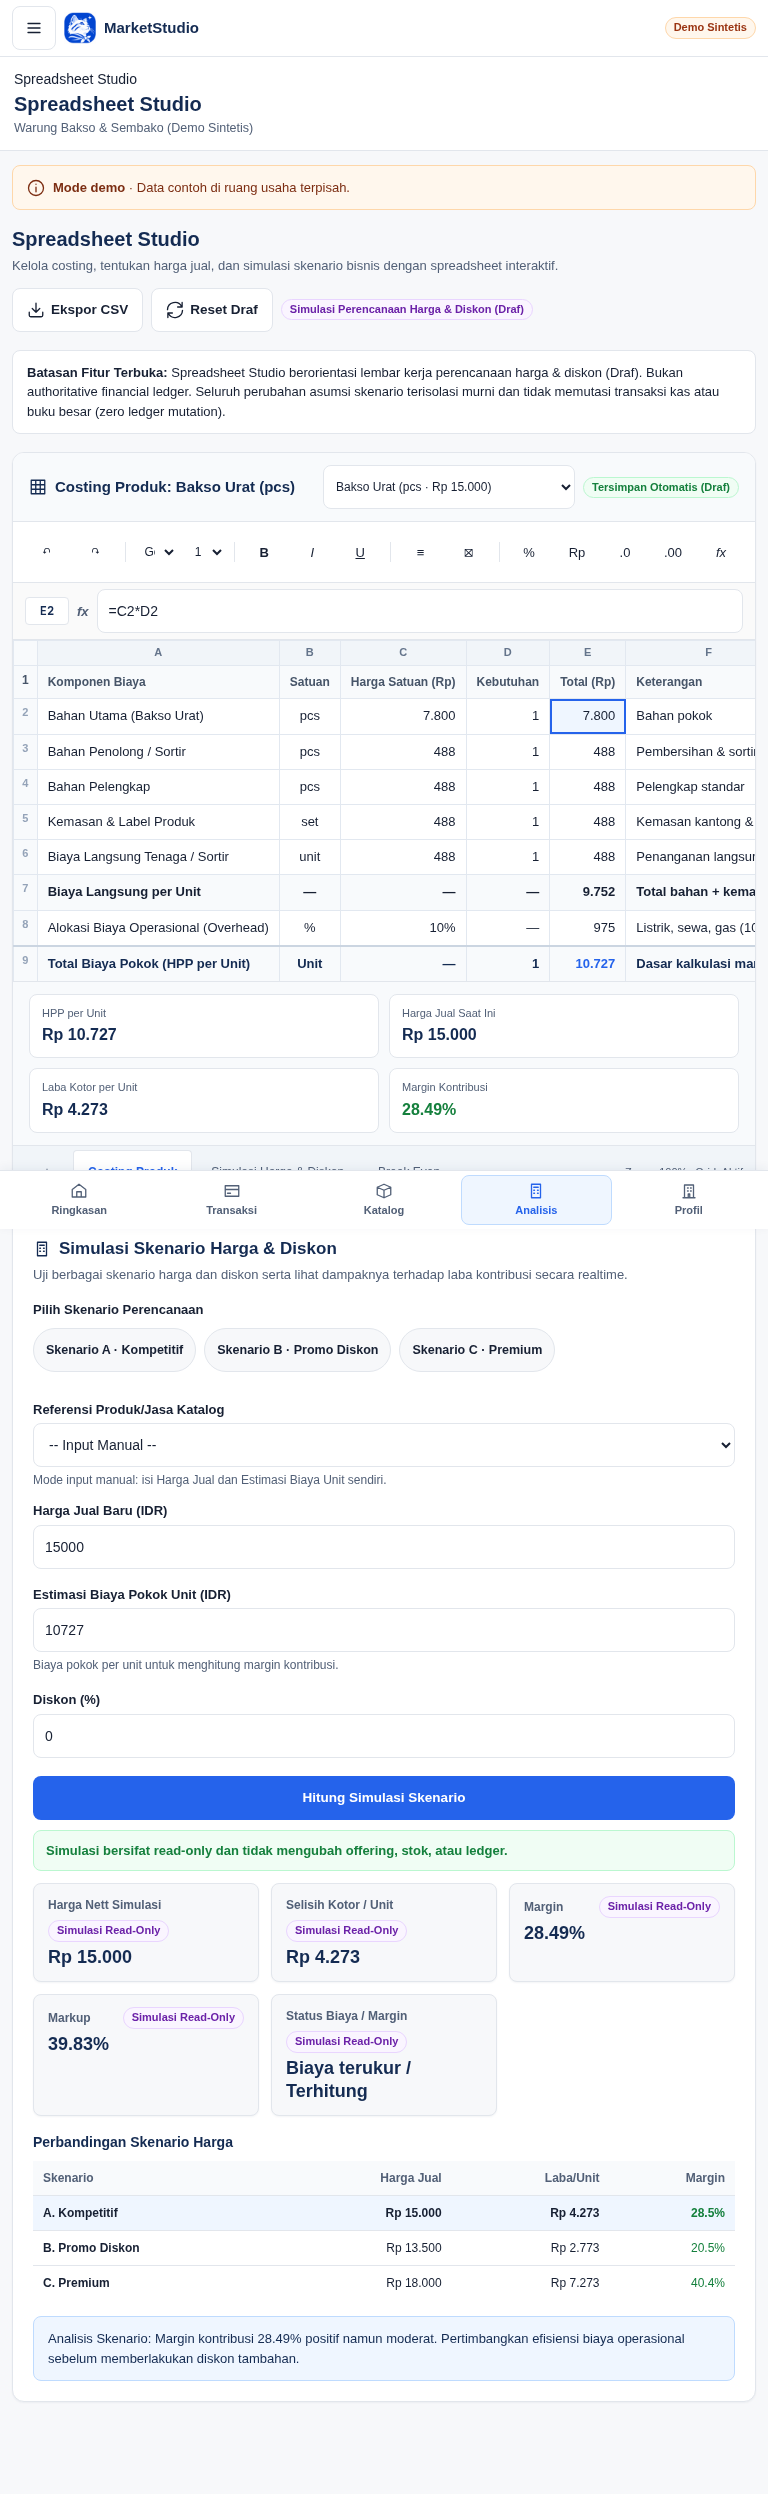 MarketStudio
Demo Sintetis
Spreadsheet Studio
Spreadsheet Studio
Warung Bakso & Sembako (Demo Sintetis)
Mode demo · Data contoh di ruang usaha terpisah.
Spreadsheet Studio
Kelola costing, tentukan harga jual, dan simulasi skenario bisnis dengan spreadsheet interaktif.
Ekspor CSV
Reset Draf
Simulasi Perencanaan Harga & Diskon (Draf)
Batasan Fitur Terbuka: Spreadsheet Studio berorientasi lembar kerja perencanaan harga & diskon (Draf). Bukan
authoritative financial ledger. Seluruh perubahan asumsi skenario terisolasi murni dan tidak memutasi transaksi kas atau
buku besar (zero ledger mutation).
Costing Produk: Bakso Urat (pcs)
Bakso Urat (pcs · Rp 15.000)
Tersimpan Otomatis (Draf)
↶ ↷ 1 B I U ≡ ⊠ % Rp .0 .00 fx
E2 fx =C2*D2
A B C D E F
1 Komponen Biaya Satuan Harga Satuan (Rp) Kebutuhan Total (Rp) Keterangan
2 Bahan Utama (Bakso Urat) pcs 7.800 1 7.800 Bahan pokok
3 Bahan Penolong / Sortir pcs 488 1 488 Pembersihan & sortir
4 Bahan Pelengkap pcs 488 1 488 Pelengkap standar
5 Kemasan & Label Produk set 488 1 488 Kemasan kantong &
6 Biaya Langsung Tenaga / Sortir unit 488 1 488 Penanganan
7 Biaya Langsung per Unit — — — 9.752 Total bahan +
8 Alokasi Biaya Operasional (Overhead) % 10% — 975 Listrik, sewa, gas
9 Total Biaya Pokok (HPP per Unit) Unit — 1 10.727 Dasar kalkulasi
HPP per Unit
Rp 10.727
Harga Jual Saat Ini
Rp 15.000
Laba Kotor per Unit
Rp 4.273
Margin Kontribusi
28.49%
Ringkasan
Transaksi
Katalog
Analisis
Profil
Simulasi Skenario Harga & Diskon
Uji berbagai skenario harga dan diskon serta lihat dampaknya terhadap laba kontribusi secara realtime.
Pilih Skenario Perencanaan
Skenario A · Kompetitif
Skenario B · Promo Diskon
Skenario C · Premium
Referensi Produk/Jasa Katalog
-- Input Manual --
Mode input manual: isi Harga Jual dan Estimasi Biaya Unit sendiri.
Harga Jual Baru (IDR)
15000
Estimasi Biaya Pokok Unit (IDR)
10727
Biaya pokok per unit untuk menghitung margin kontribusi.
Diskon (%)
0
Hitung Simulasi Skenario
Simulasi bersifat read-only dan tidak mengubah offering, stok, atau ledger.
Harga Nett Simulasi
Simulasi Read-Only
Rp 15.000
Selisih Kotor / Unit
Simulasi Read-Only
Rp 4.273
Margin
Simulasi Read-Only
28.49%
Markup
Simulasi Read-Only
39.83%
Status Biaya / Margin
Simulasi Read-Only
Biaya terukur /
Terhitung
Perbandingan Skenario Harga
Skenario Harga Jual Laba/Unit Margin
A. Kompetitif Rp 15.000 Rp 4.273 28.5%
B. Promo Diskon Rp 13.500 Rp 2.773 20.5%
C. Premium Rp 18.000 Rp 7.273 40.4%
Analisis Skenario: Margin kontribusi 28.49% positif namun moderat. Pertimbangkan efisiensi biaya operasional
sebelum memberlakukan diskon tambahan.